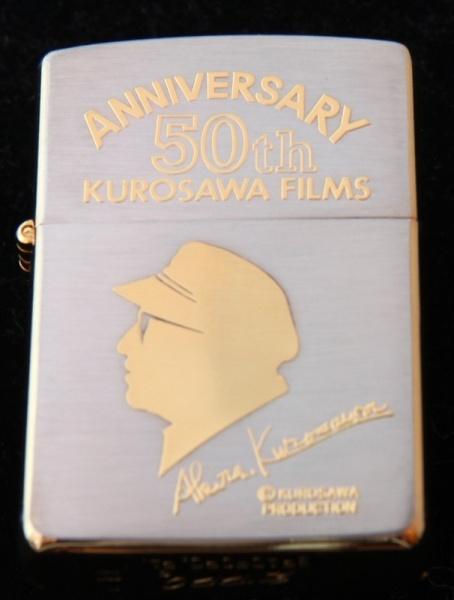 ANNIVERSARY
50th
KUROSAWA FILMS
Akira Kurosawa
© KUROSAWA
PRODUCTION